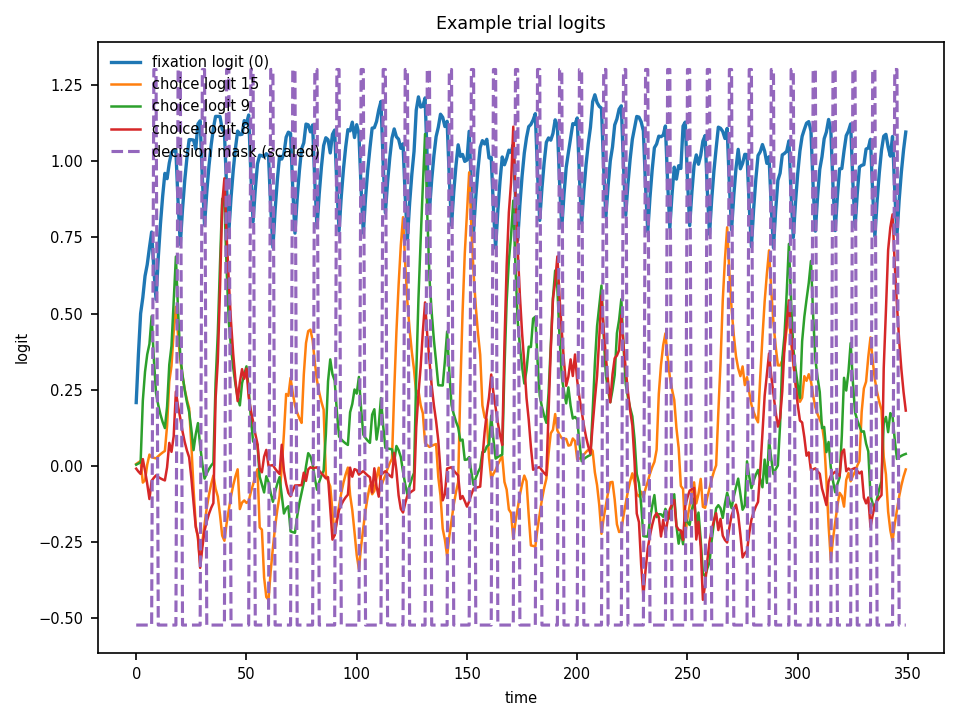 Example trial logits
fixation logit (0)
choice logit 15
choice logit 9
choice logit 8
decision mask (scaled)
logit
1.25
1.00
0.75
0.50
0.25
0.00
−0.25
−0.50
0
50
100
150
200
250
300
350
time